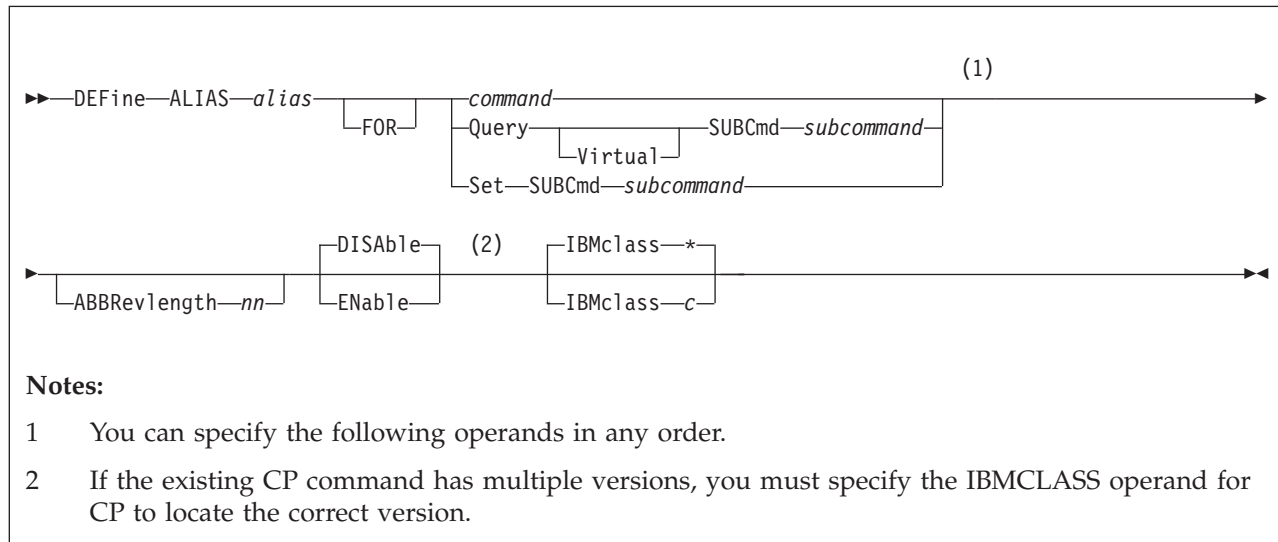 (1)
DEFine ALIAS alias FOR command
Query Virtual SUBCmd subcommand
Set SUBCmd subcommand
ABBRevlength nn DISAble ENable (2) IBMclass * IBMclass c
Notes:
1 You can specify the following operands in any order.
2 If the existing CP command has multiple versions, you must specify the IBMCLASS operand for
CP to locate the correct version.